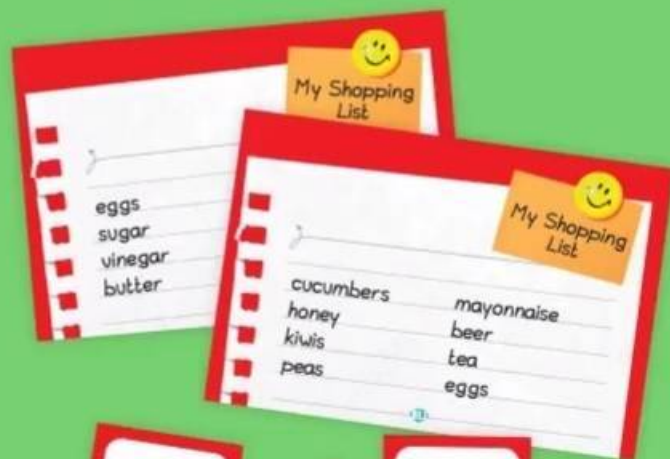 My Shopping
List
eggs
sugar
vinegar
butter
My Shopping
List
cucumbers
honey
kiwis
peas
mayonnaise
beer
tea
eggs